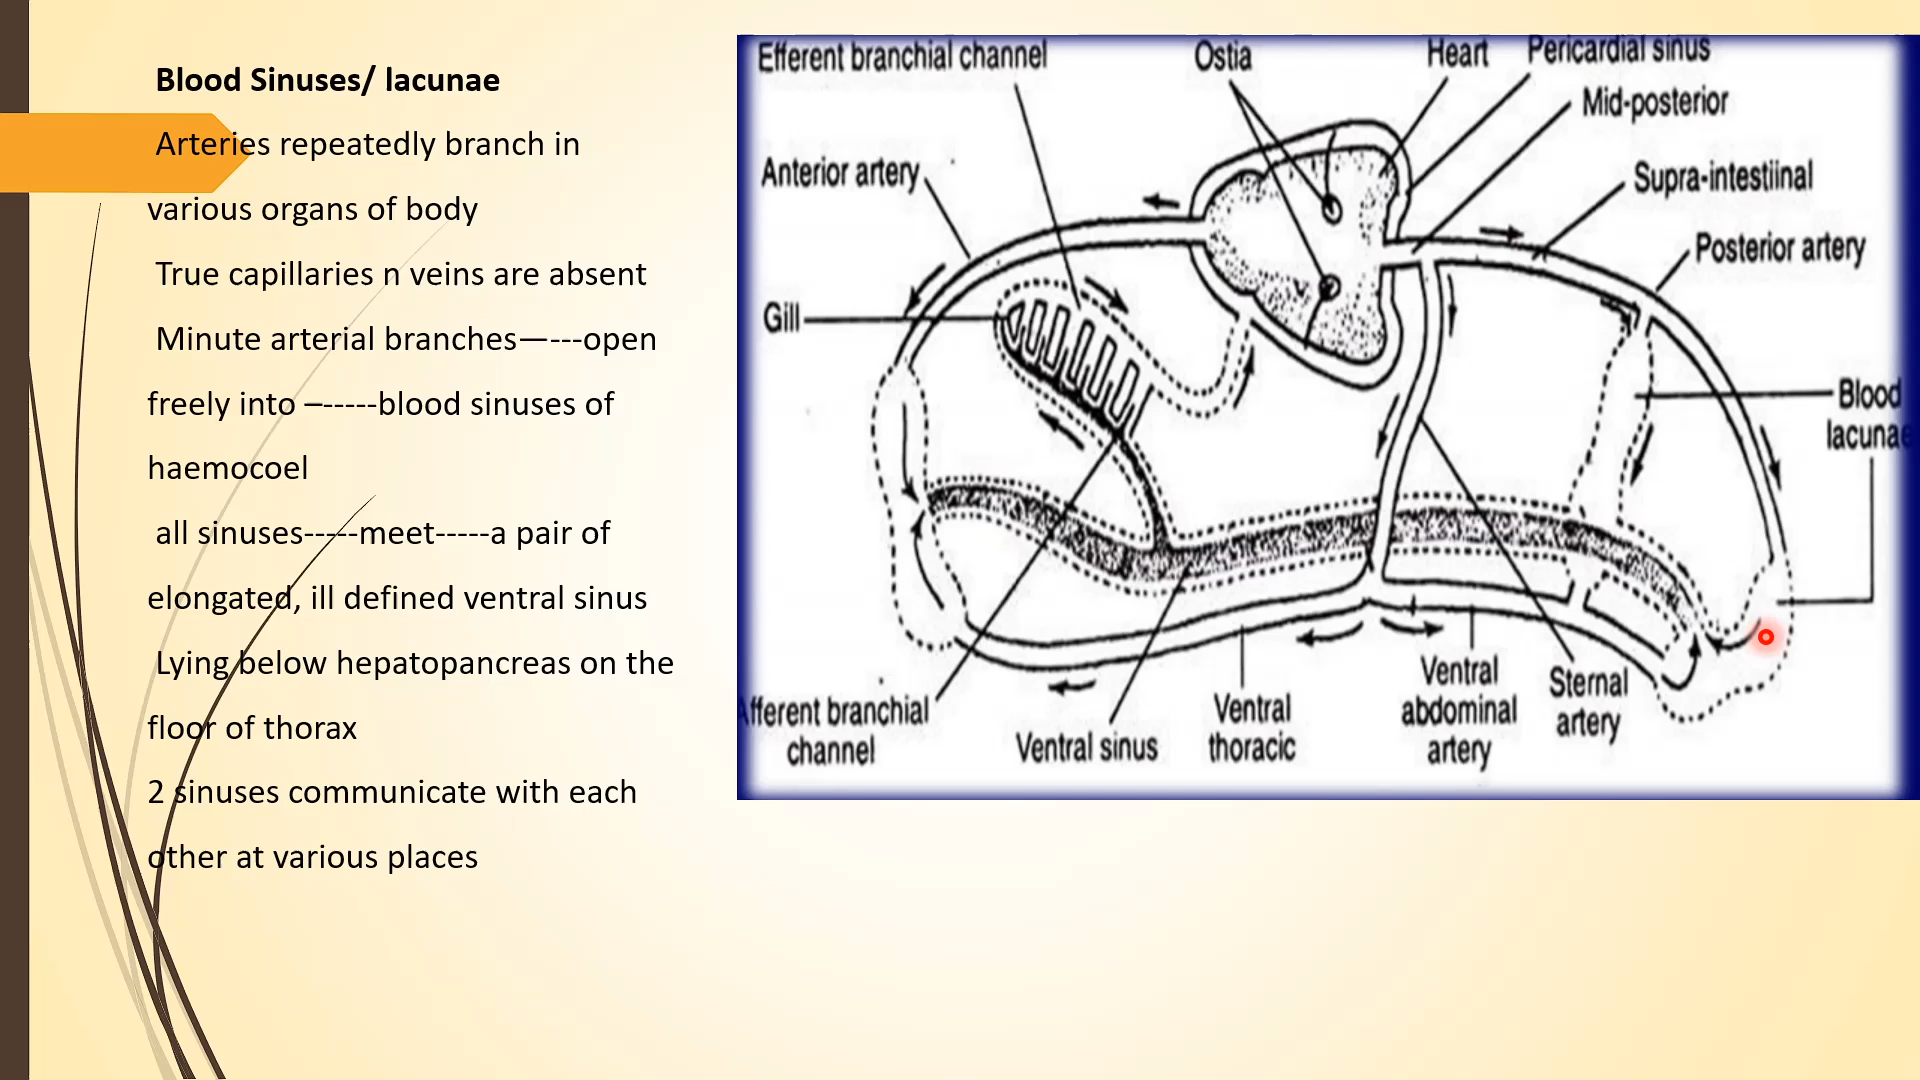 Blood Sinuses/ lacunae
Arteries repeatedly branch in
various organs of body
True capillaries n veins are absent
Minute arterial branches—---open
freely into –-----blood sinuses of
haemocoel
all sinuses-----meet-----a pair of
elongated, ill defined ventral sinus
Lying below hepatopancreas on the
floor of thorax
2 sinuses communicate with each
other at various places
Efferent branchial channel
Ostia
Heart
Pericardial sinus
Mid-posterior
Anterior artery
Supra-intestiinal
Posterior artery
Gill
Blood
lacunae
fferent branchial
channel
Ventral sinus
Ventral
thoracic
Ventral
abdominal
artery
Sternal
artery